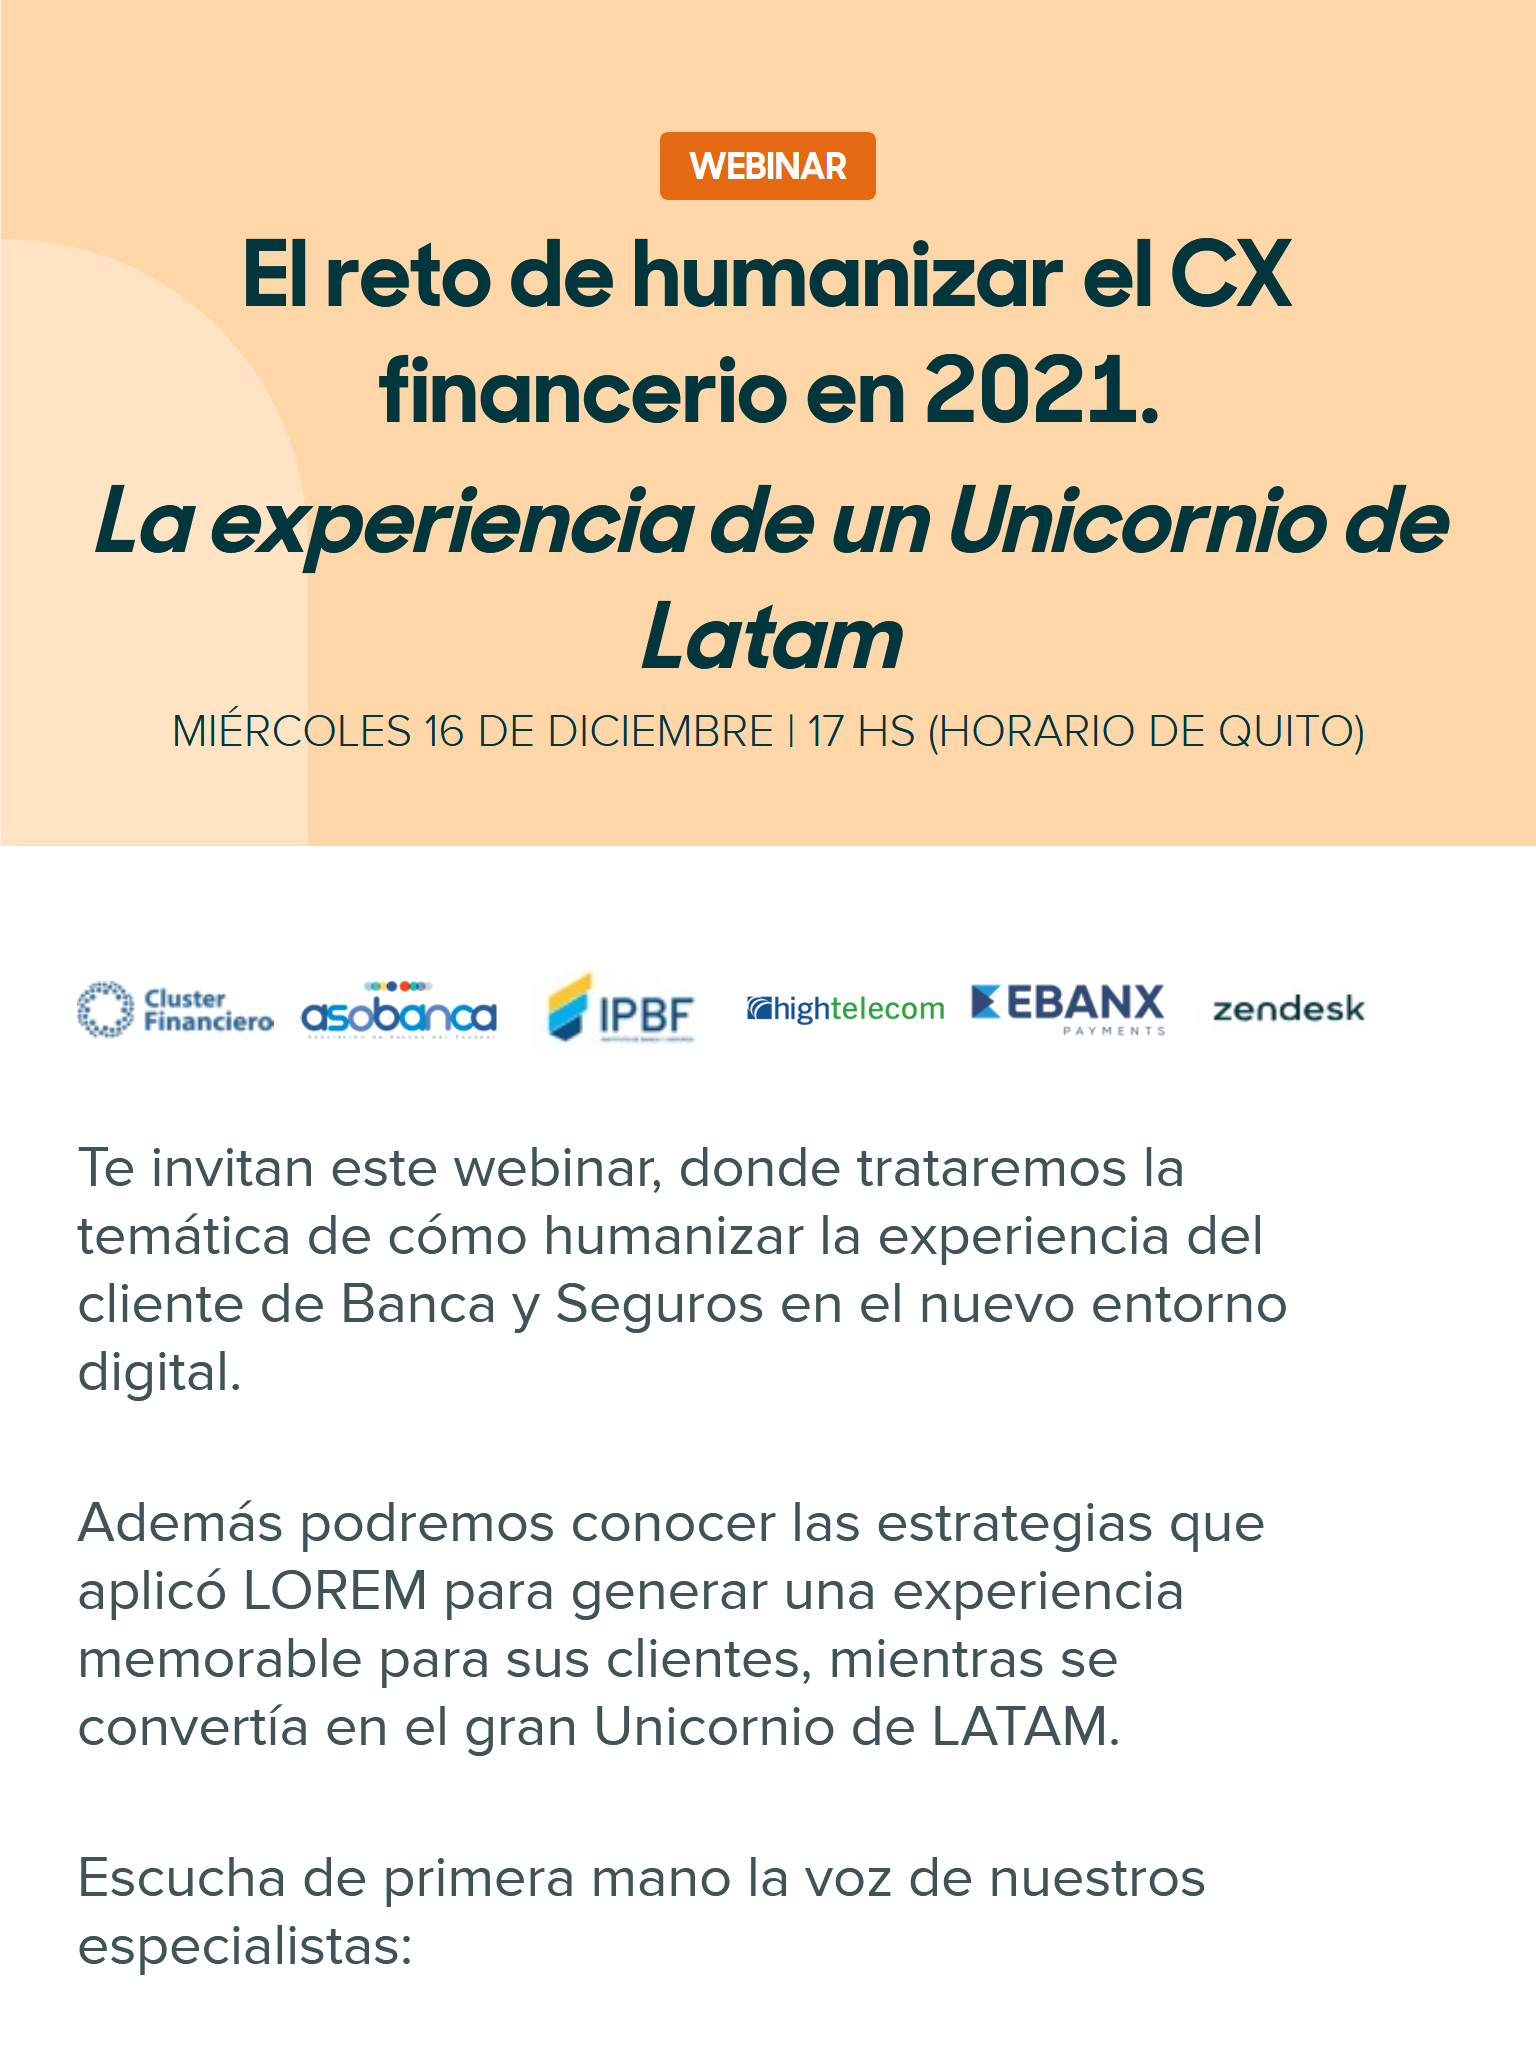 WEBINAR
El reto de humanizar el CX
financerio en 2021.
La experiencia de un Unicornio de
Latam
MIÉRCOLES 16 DE DICIEMBRE | 17 HS (HORARIO DE QUITO)
Cluster
Financiero
asobanca
IPBF
hightelecom
EBANX
PAYMENTS
zendesk
Te invitan este webinar, donde trataremos la
temática de cómo humanizar la experiencia del
cliente de Banca y Seguros en el nuevo entorno
digital.
Además podremos conocer las estrategias que
aplicó LOREM para generar una experiencia
memorable para sus clientes, mientras se
convertía en el gran Unicornio de LATAM.
Escucha de primera mano la voz de nuestros
especialistas: